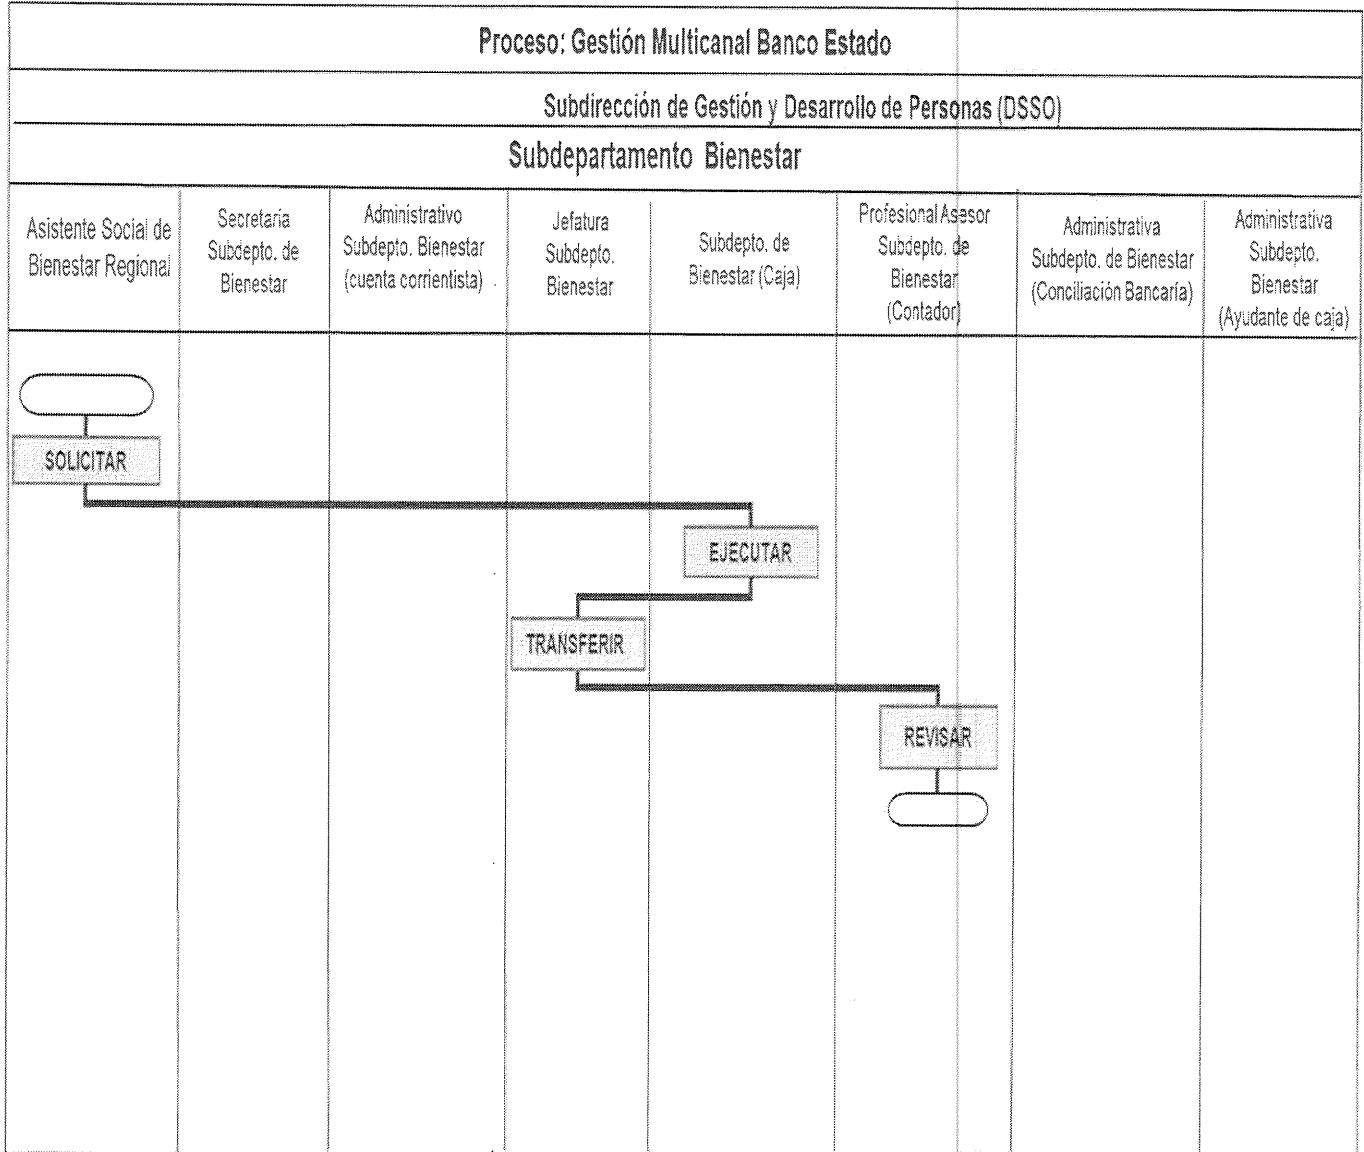 Proceso: Gestión Multicanal Banco Estado
Subdirección de Gestión y Desarrollo de Personas (DSSO)
Subdepartamento Bienestar
Asistente Social de
Bienestar Regional
Secretaria
Subdepto. de
Bienestar
Administrativo
Subdepto. Bienestar
(cuenta corrientista)
Jefatura
Subdepto.
Bienestar
Subdepto. de
Bienestar (Caja)
Profesional Asesor
Subdepto. de
Bienestar
(Contador)
Administrativa
Subdepto. de Bienestar
(Conciliación Bancaría)
Administrativa
Subdepto.
Bienestar
(Ayudante de caja)
SOLICITAR
EJECUTAR
TRANSFERIR
REVISAR